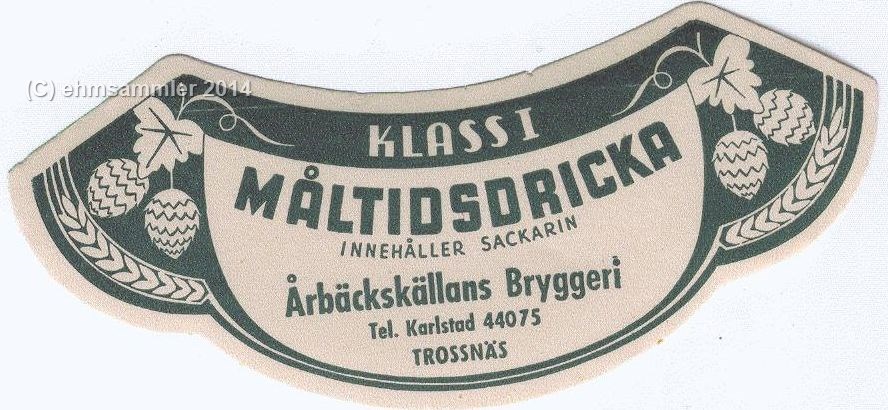 (C) ehmsammler 2014
KLASS I
MÅLTIDSDRICKA
INNEHÅLLER SACKARIN
Årbäckskällans Bryggeri
Tel. Karlstad 44075
TROSSNÄS